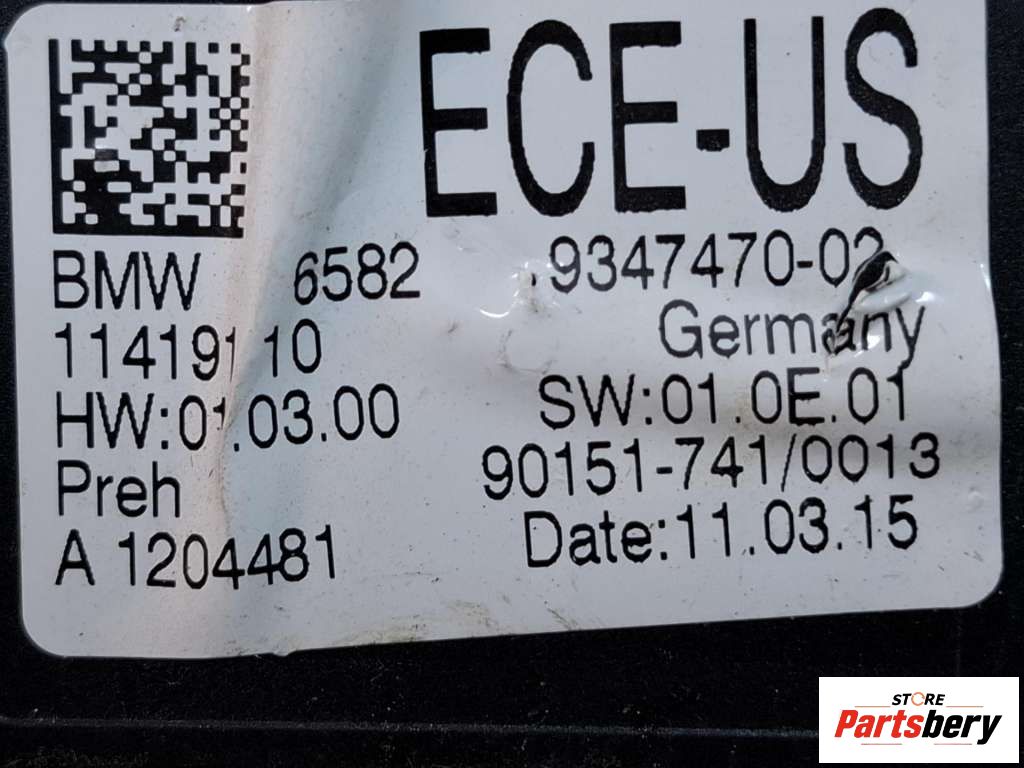 ECE-US
BMW 6582 9347470-02
11419110 Germany
HW:01.03.00 SW:01.0E.01
Preh 90151-741/0013
A 1204481 Date:11.03.15
STORE
Partsbery